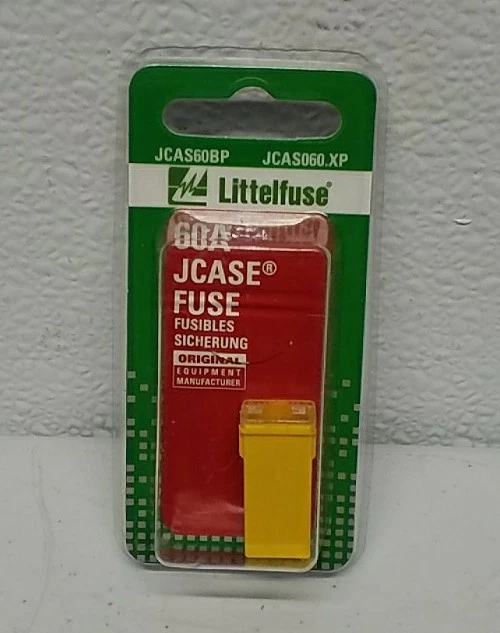 JCAS60BP JCAS060.XP
Littelfuse®
60A
JCASE®
FUSE
FUSIBLES
SICHERUNG
ORIGINAL
EQUIPMENT
MANUFACTURER